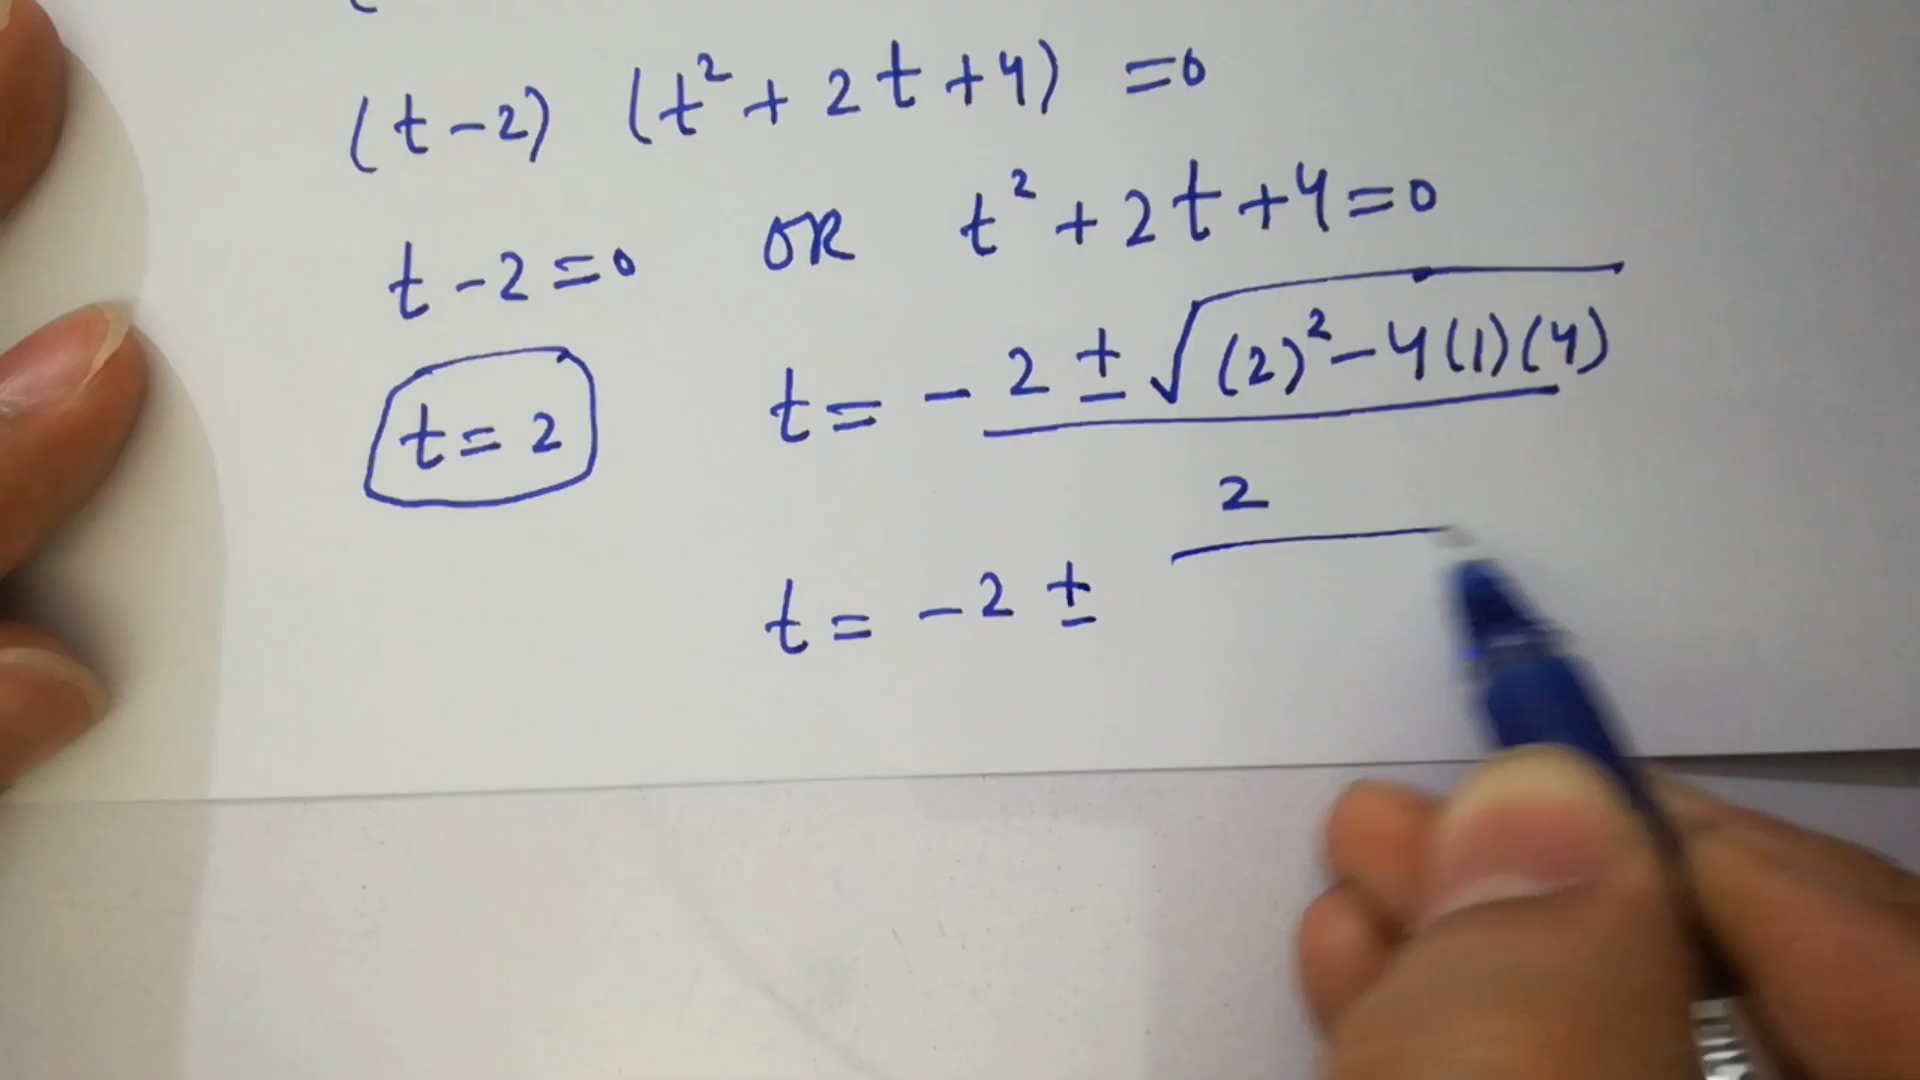 (t-2) (t²+2t+4) =0
t-2=0 OR t²+2t+4=0
t=2 t= -2±√(2)²-4(1)(4)
2
t= -2±